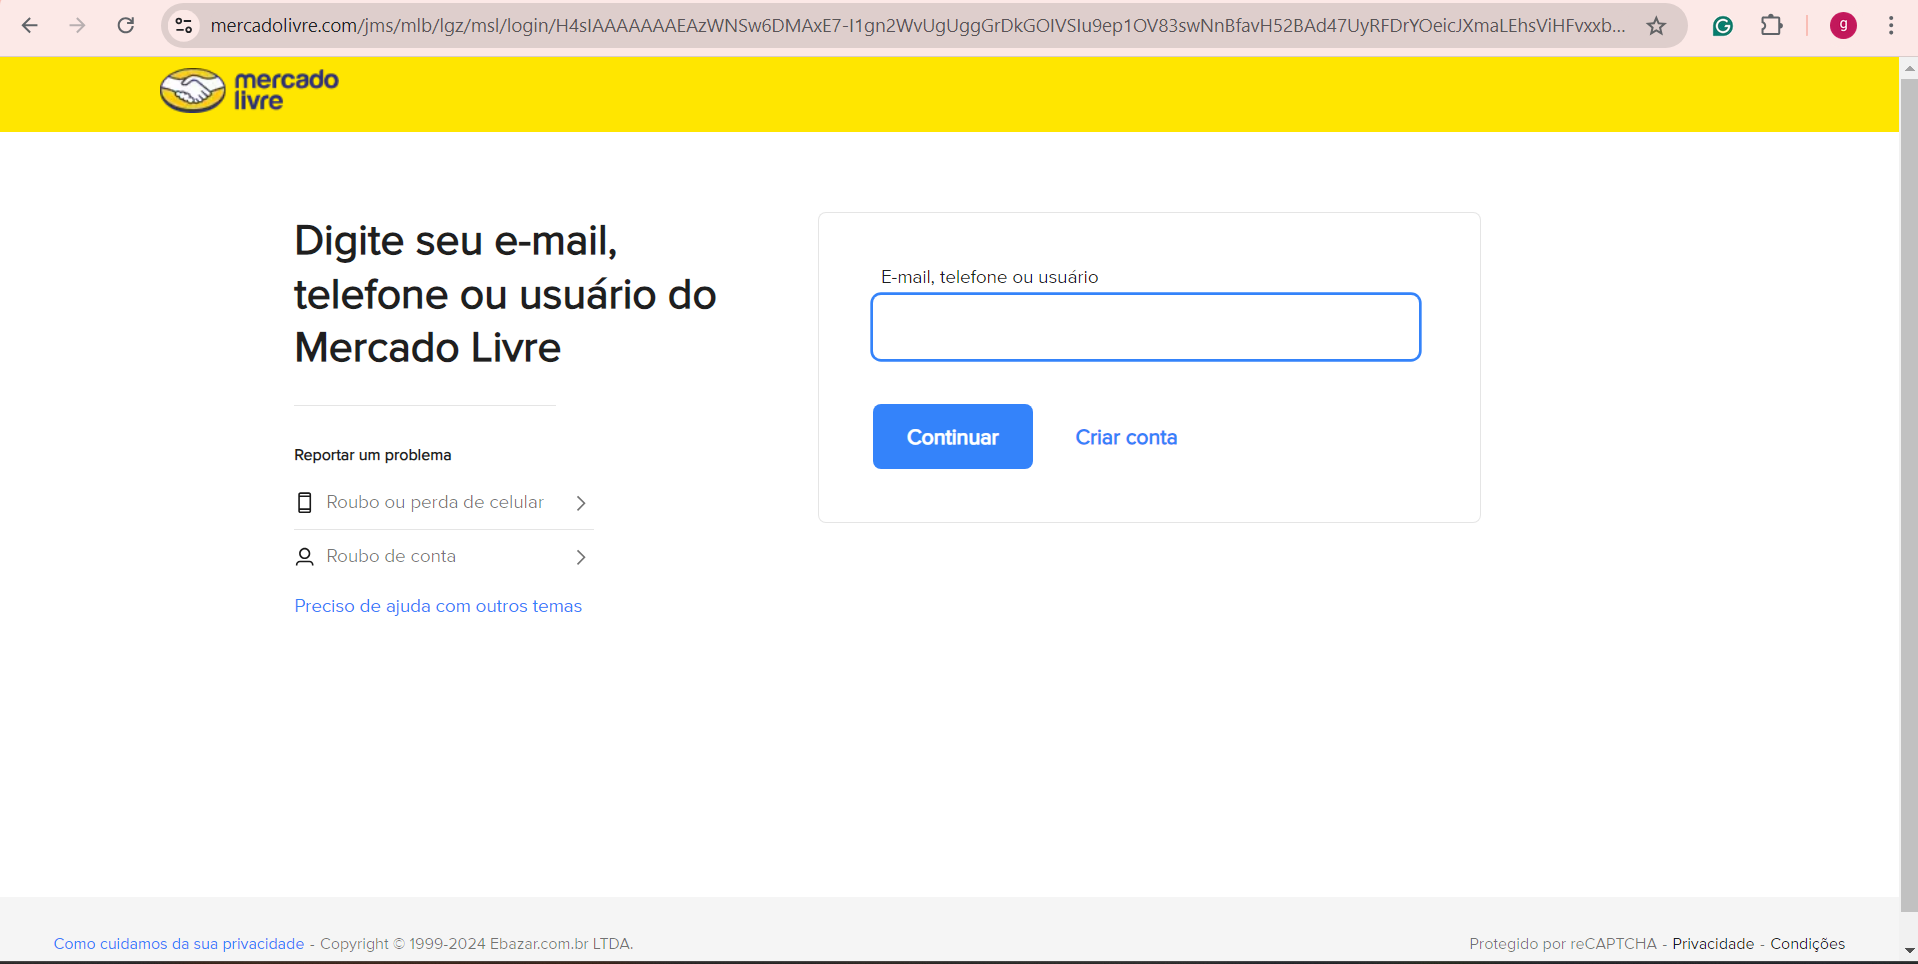 mercadolivre.com/jms/mlb/lgz/msl/login/H4sIAAAAAAAEAzWNSw6DMAxE7-I1gn2WvUgUggGrDkGOIVSIu9ep1OV83swNnBfavH52BAd47UyRFDrYOeicJXmaLEhsViHFvxxb...
g
mercado
livre
Digite seu e-mail,
telefone ou usuário do
Mercado Livre
E-mail, telefone ou usuário
Continuar
Criar conta
Reportar um problema
Roubo ou perda de celular
Roubo de conta
Preciso de ajuda com outros temas
Como cuidamos da sua privacidade - Copyright © 1999-2024 Ebazar.com.br LTDA.
Protegido por reCAPTCHA - Privacidade - Condições